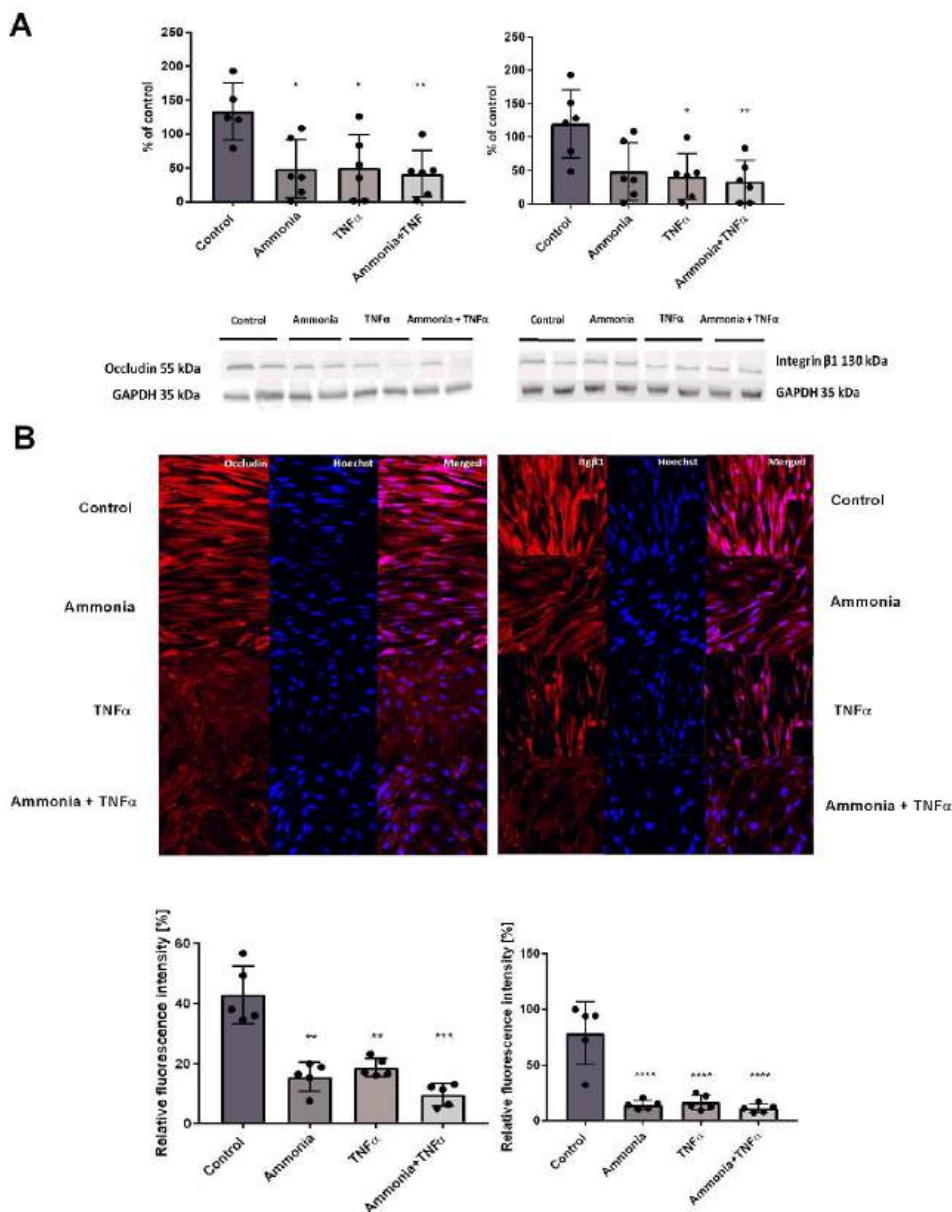 A
% of control
250
200
150
100
50
0
* * **
Control Ammonia TNFα Ammonia+TNF
% of control
250
200
150
100
50
0
* **
Control Ammonia TNFα Ammonia+TNFα
Control Ammonia TNFα Ammonia + TNFα
Occludin 55 kDa
GAPDH 35 kDa
Control Ammonia TNFα Ammonia + TNFα
Integrin β1 130 kDa
GAPDH 35 kDa
B
Occludin Hoechst Merged
Control
Ammonia
TNFα
Ammonia + TNFα
Itgβ1 Hoechst Merged
Control
Ammonia
TNFα
Ammonia + TNFα
Relative fluorescence intensity [%]
60
40
20
0
** ** ***
Control Ammonia TNFα Ammonia+TNFα
Relative fluorescence intensity [%]
150
100
50
0
**** **** ****
Control Ammonia TNFα Ammonia+TNFα